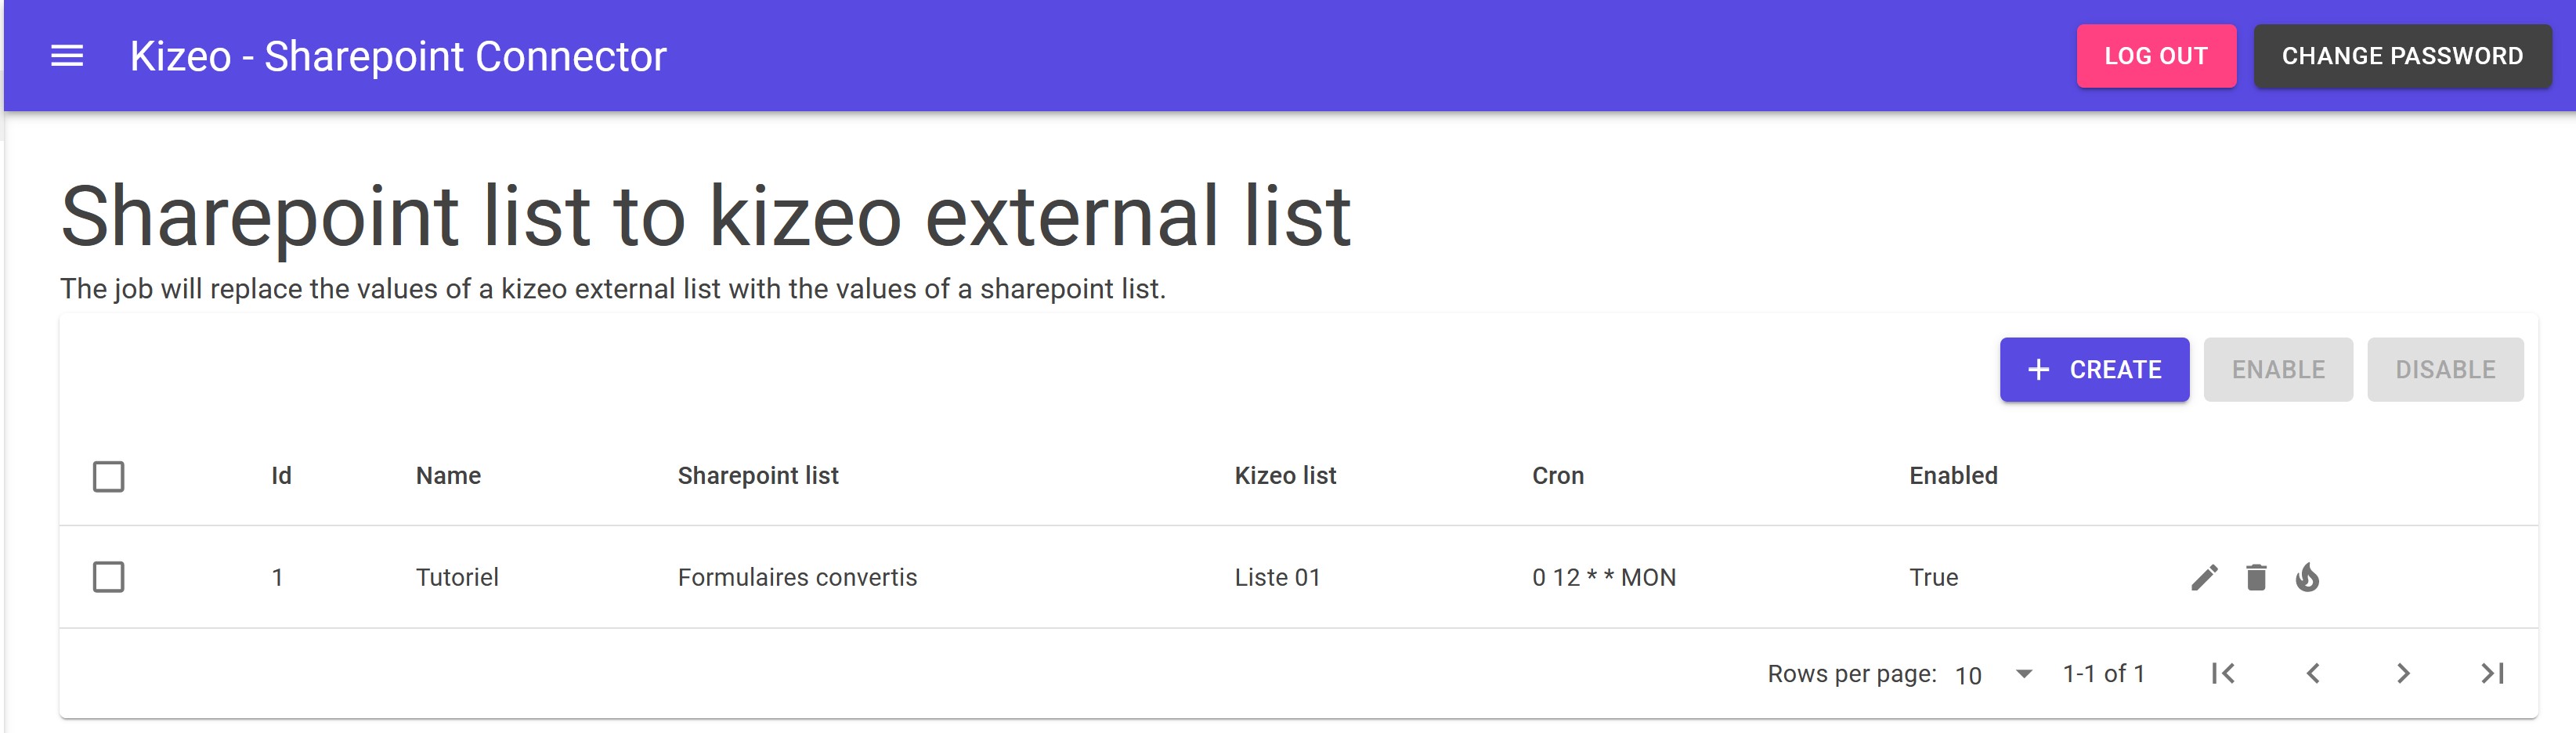 Kizeo - Sharepoint Connector LOG OUT CHANGE PASSWORD
Sharepoint list to kizeo external list
The job will replace the values of a kizeo external list with the values of a sharepoint list.
+ CREATE ENABLE DISABLE
Id Name Sharepoint list Kizeo list Cron Enabled
1 Tutoriel Formulaires convertis Liste 01 0 12 * * MON True
Rows per page: 10 1-1 of 1